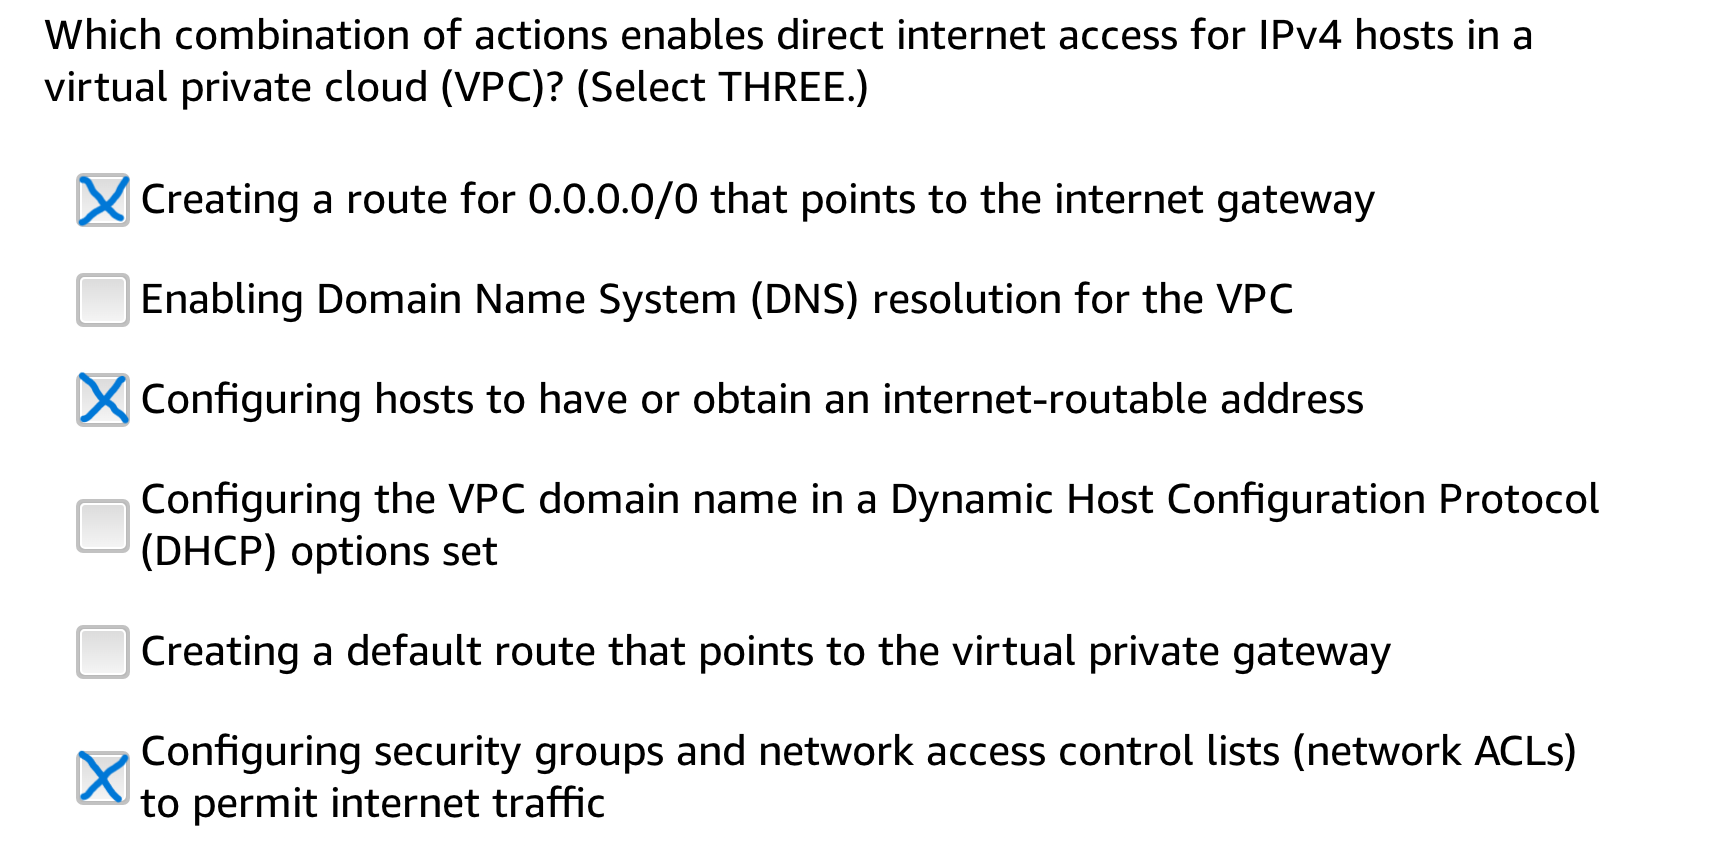 Which combination of actions enables direct internet access for IPv4 hosts in a
virtual private cloud (VPC)? (Select THREE.)
Creating a route for 0.0.0.0/0 that points to the internet gateway
Enabling Domain Name System (DNS) resolution for the VPC
Configuring hosts to have or obtain an internet-routable address
Configuring the VPC domain name in a Dynamic Host Configuration Protocol
(DHCP) options set
Creating a default route that points to the virtual private gateway
Configuring security groups and network access control lists (network ACLs)
to permit internet traffic